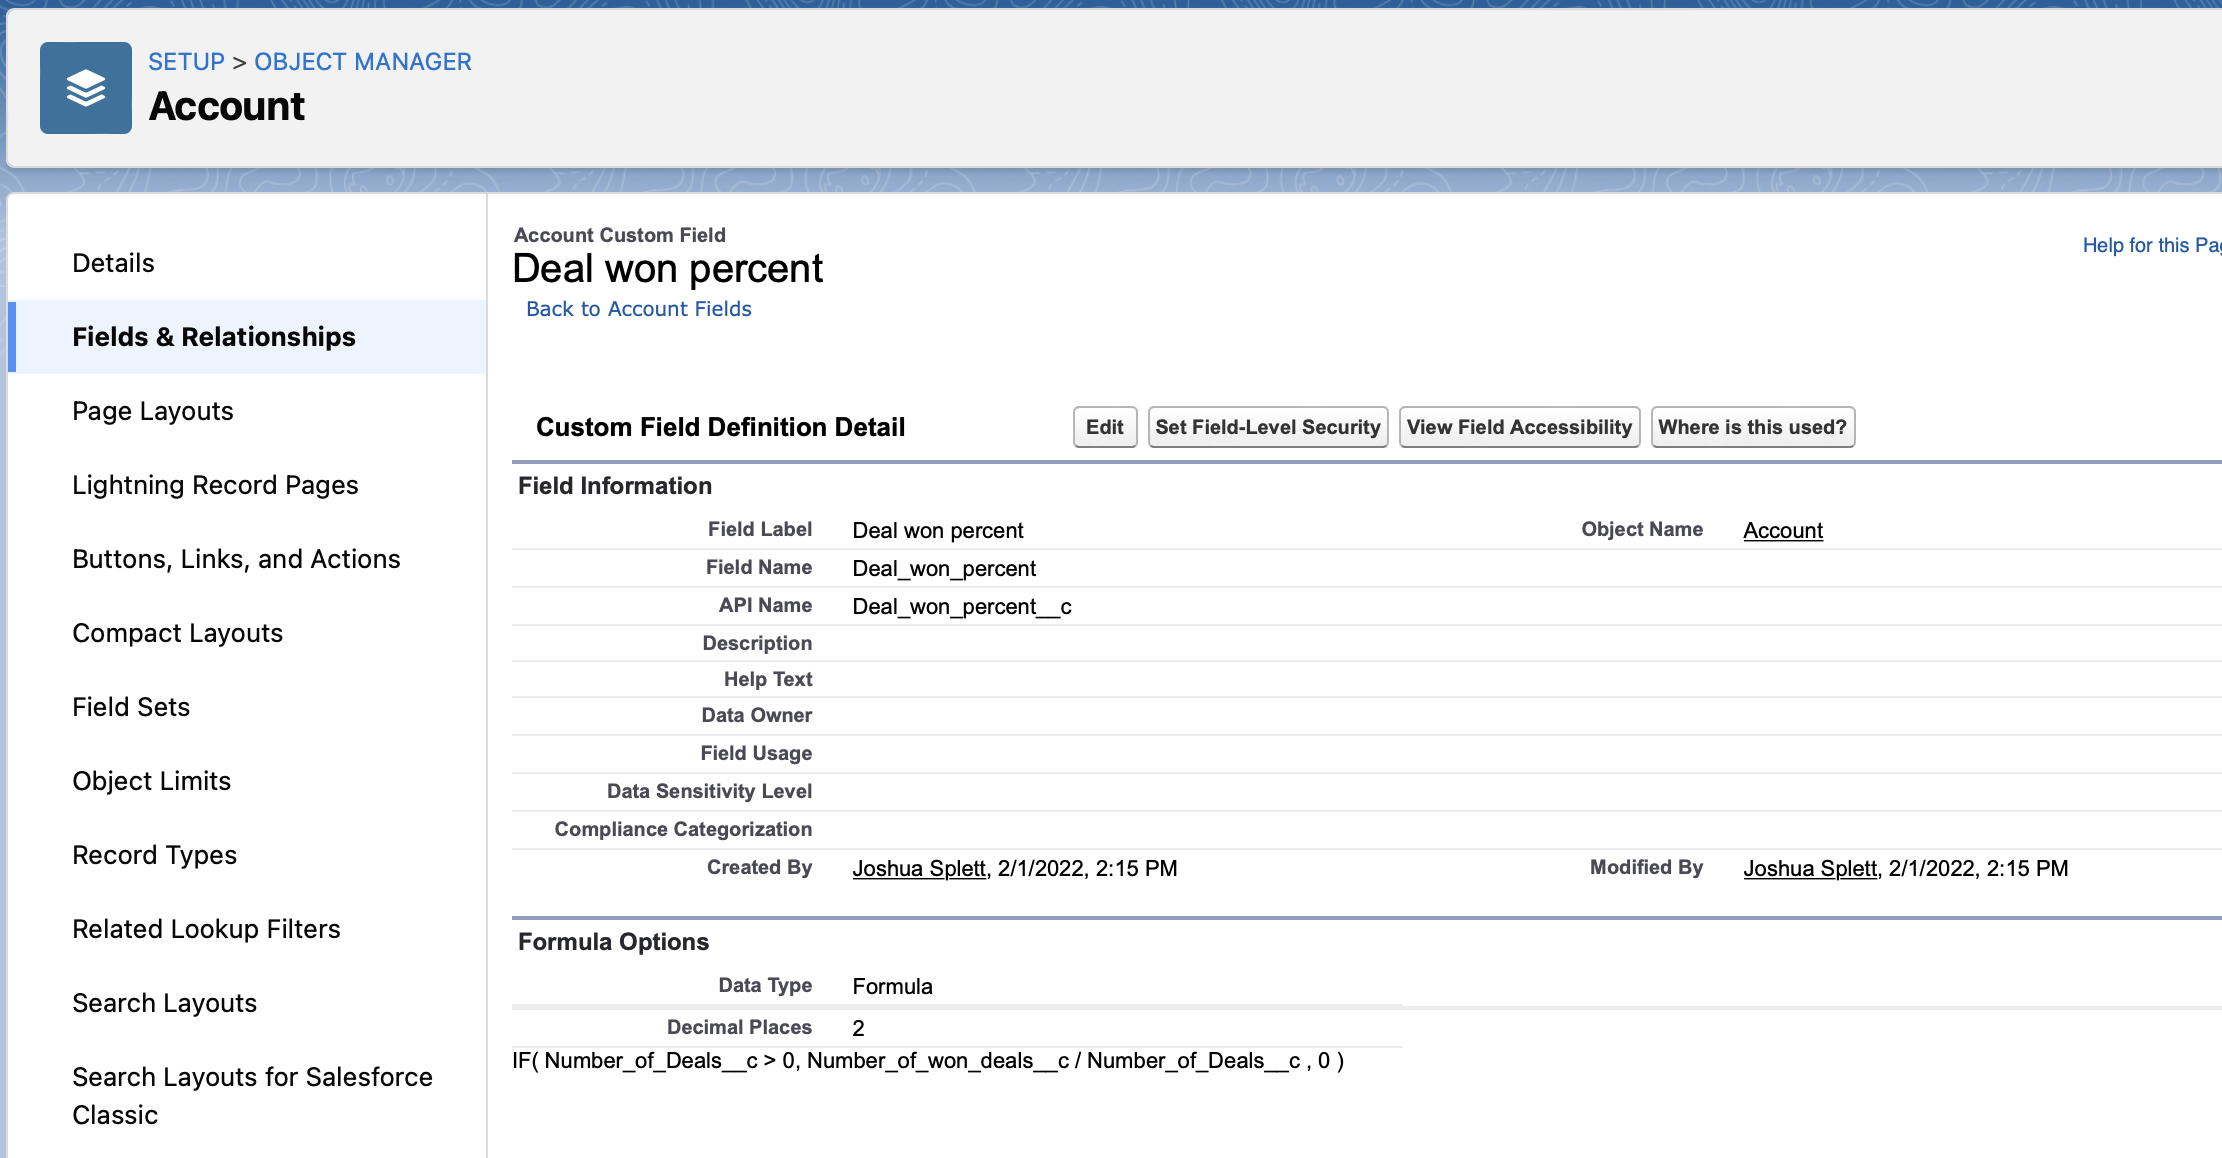 SETUP > OBJECT MANAGER
Account
Details
Fields & Relationships
Page Layouts
Lightning Record Pages
Buttons, Links, and Actions
Compact Layouts
Field Sets
Object Limits
Record Types
Related Lookup Filters
Search Layouts
Search Layouts for Salesforce
Classic
Account Custom Field
Deal won percent
Help for this Pag
Back to Account Fields
Custom Field Definition Detail Edit Set Field-Level Security View Field Accessibility Where is this used?
Field Information
Field Label Deal won percent Object Name Account
Field Name Deal_won_percent
API Name Deal_won_percent__c
Description
Help Text
Data Owner
Field Usage
Data Sensitivity Level
Compliance Categorization
Created By Joshua Splett, 2/1/2022, 2:15 PM Modified By Joshua Splett, 2/1/2022, 2:15 PM
Formula Options
Data Type Formula
Decimal Places 2
IF( Number_of_Deals__c > 0, Number_of_won_deals__c / Number_of_Deals__c , 0 )